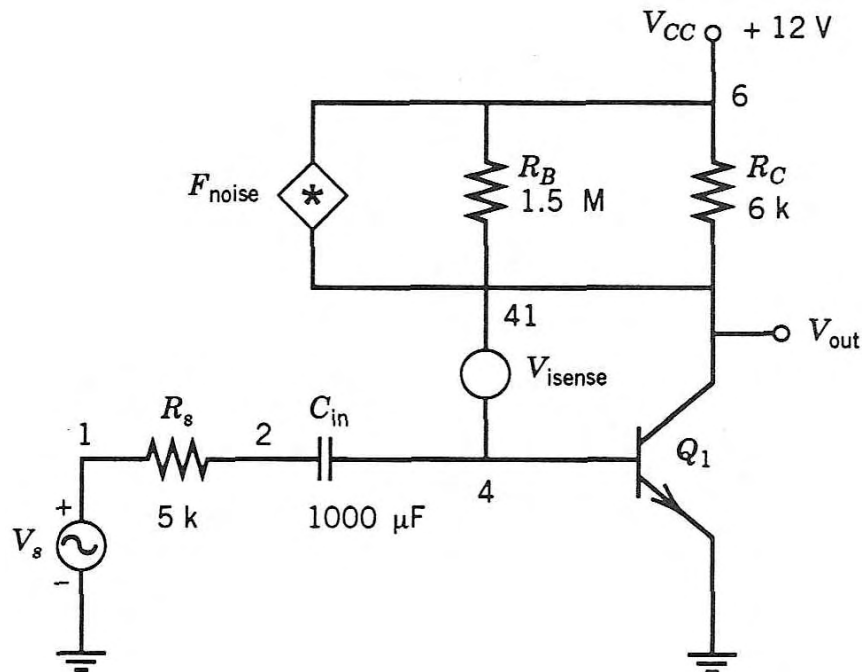 V_CC + 12 V
6
F_noise
*
R_B
1.5 M
R_C
6 k
41
V_out
V_isense
R_s
C_in
1
2
Q_1
4
5 k
1000 μF
+
V_s
-